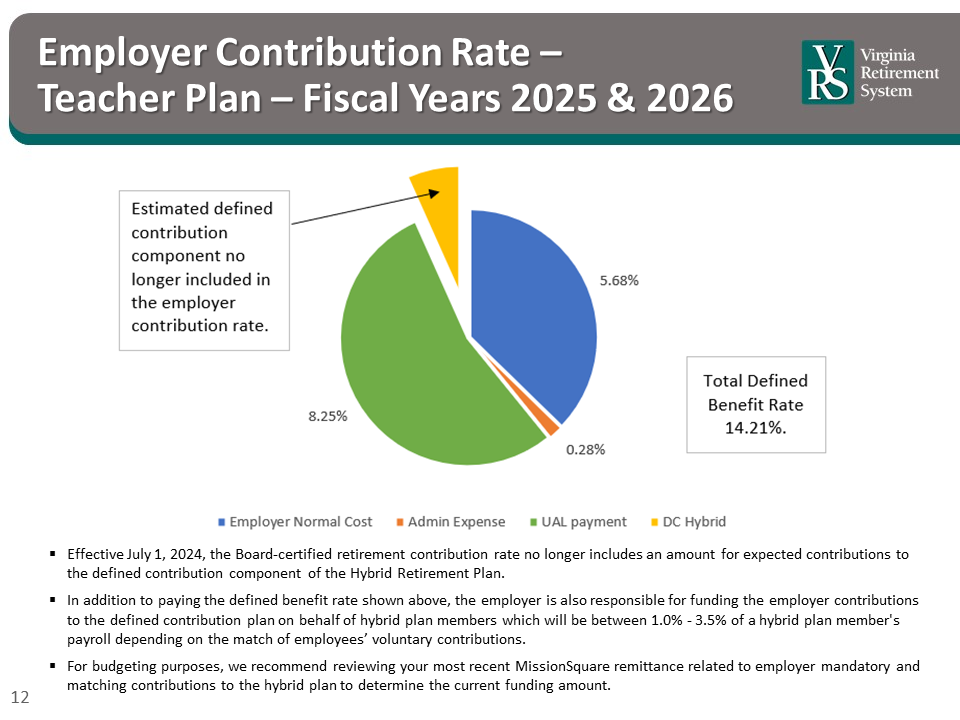 Employer Contribution Rate –
Teacher Plan – Fiscal Years 2025 & 2026
VRS
Virginia
Retirement
System
Estimated defined
contribution
component no
longer included in
the employer
contribution rate.
5.68%
Total Defined
Benefit Rate
14.21%.
8.25%
0.28%
Employer Normal Cost
Admin Expense
UAL payment
DC Hybrid
▪ Effective July 1, 2024, the Board-certified retirement contribution rate no longer includes an amount for expected contributions to
the defined contribution component of the Hybrid Retirement Plan.
▪ In addition to paying the defined benefit rate shown above, the employer is also responsible for funding the employer contributions
to the defined contribution plan on behalf of hybrid plan members which will be between 1.0% - 3.5% of a hybrid plan member's
payroll depending on the match of employees’ voluntary contributions.
▪ For budgeting purposes, we recommend reviewing your most recent MissionSquare remittance related to employer mandatory and
matching contributions to the hybrid plan to determine the current funding amount.
12